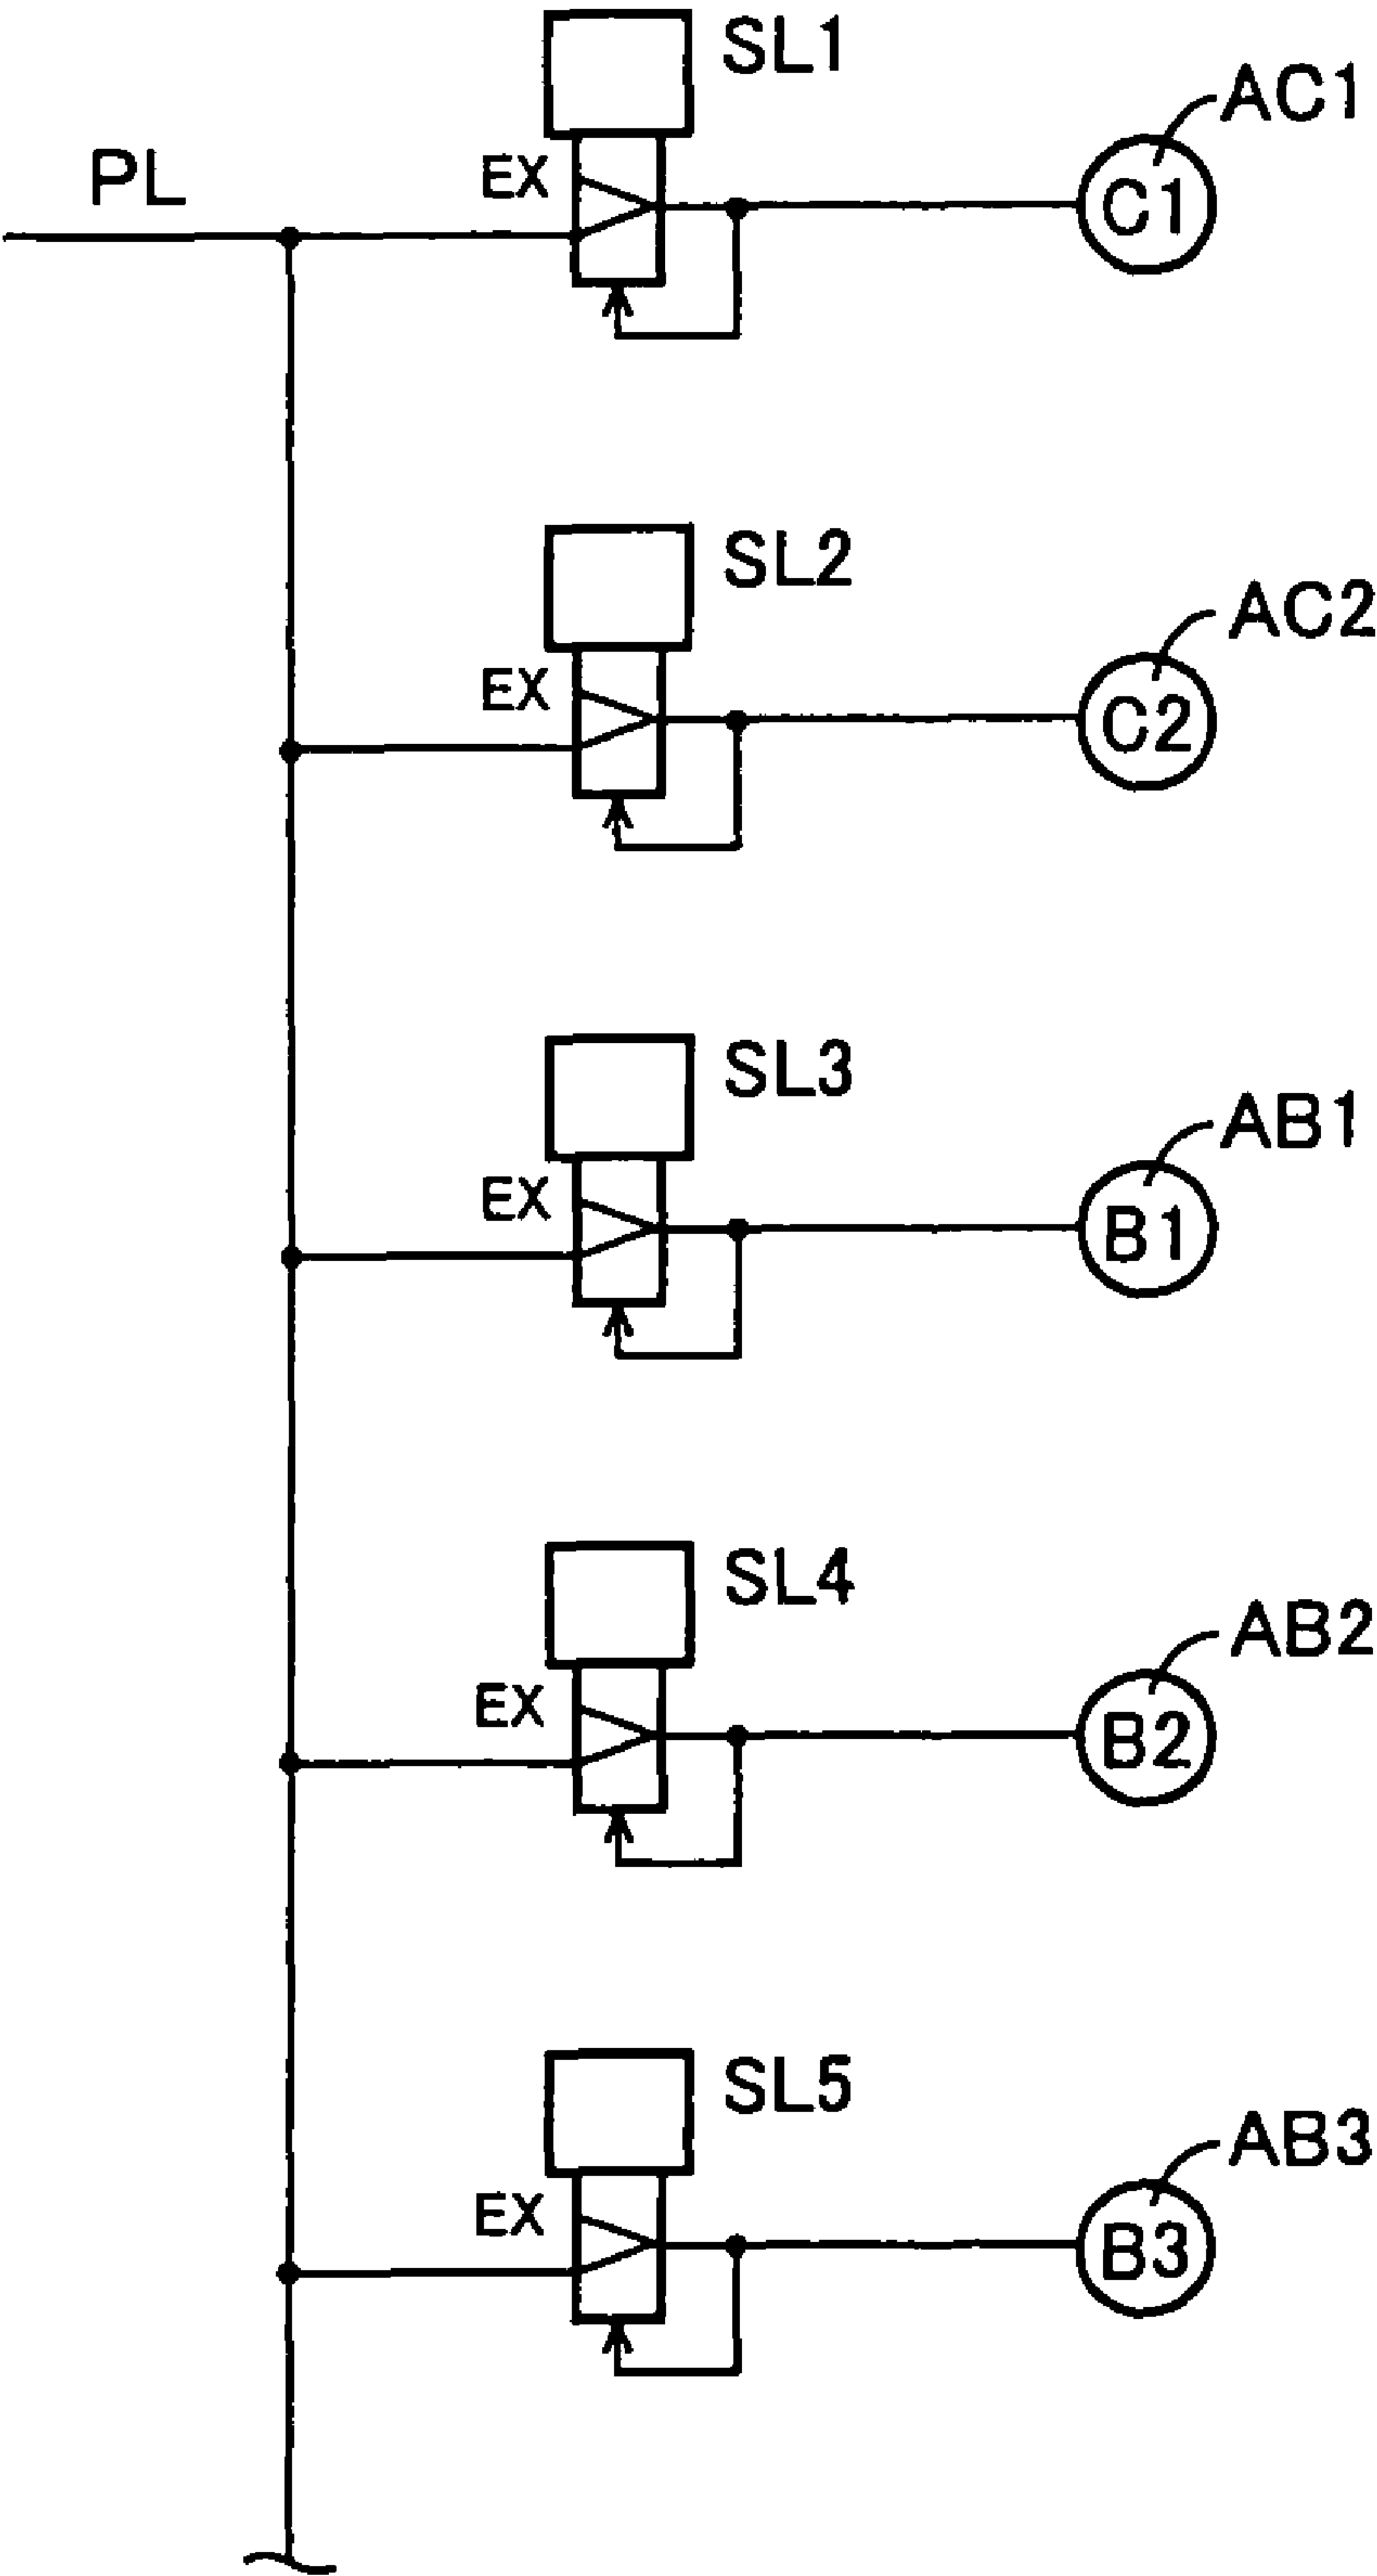 SL1
AC1
PL
EX
C1
SL2
AC2
EX
C2
SL3
AB1
EX
B1
SL4
AB2
EX
B2
SL5
AB3
EX
B3